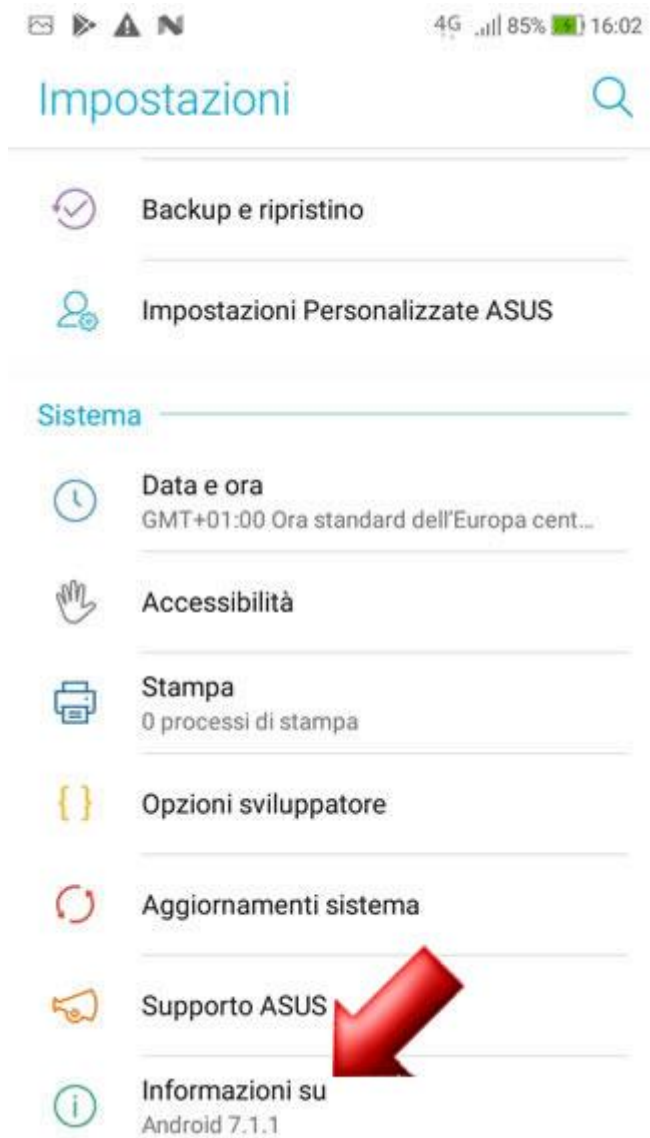 4G 85% 16:02
Impostazioni
Backup e ripristino
Impostazioni Personalizzate ASUS
Sistema
Data e ora
GMT+01:00 Ora standard dell'Europa cent...
Accessibilità
Stampa
0 processi di stampa
Opzioni sviluppatore
Aggiornamenti sistema
Supporto ASUS
Informazioni su
Android 7.1.1